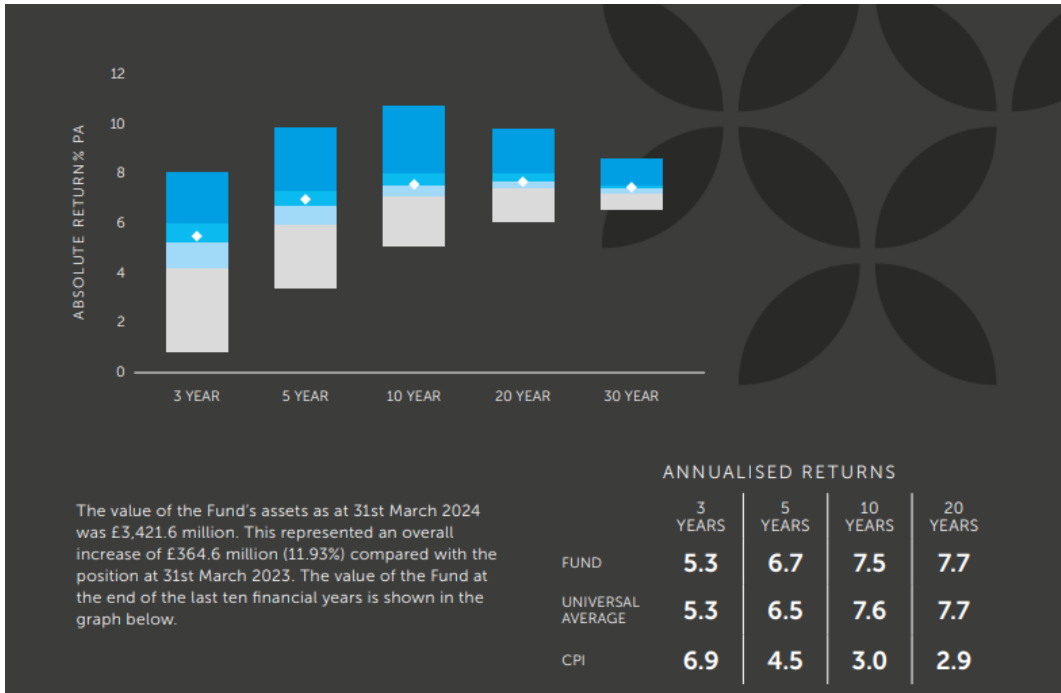 12
10
8
6
4
2
0
ABSOLUTE RETURN% PA
3 YEAR
5 YEAR
10 YEAR
20 YEAR
30 YEAR
The value of the Fund's assets as at 31st March 2024
was £3,421.6 million. This represented an overall
increase of £364.6 million (11.93%) compared with the
position at 31st March 2023. The value of the Fund at
the end of the last ten financial years is shown in the
graph below.
ANNUALISED RETURNS
3 YEARS 5 YEARS 10 YEARS 20 YEARS
FUND 5.3 6.7 7.5 7.7
UNIVERSAL AVERAGE 5.3 6.5 7.6 7.7
CPI 6.9 4.5 3.0 2.9